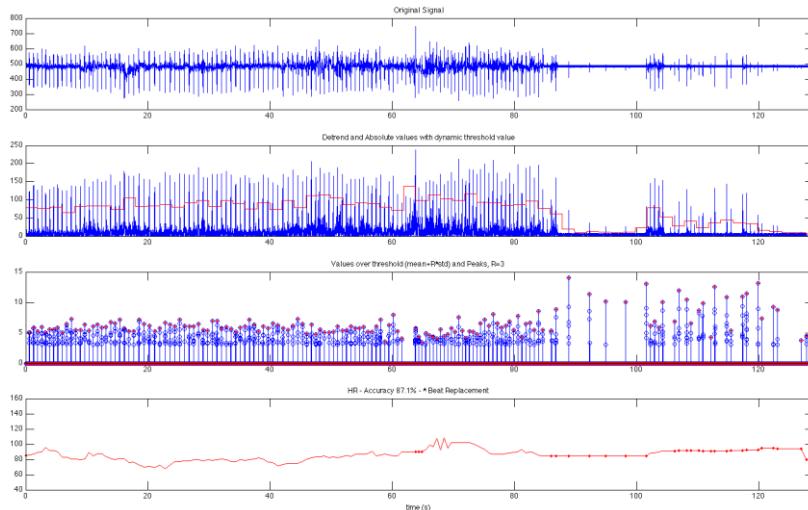 Original Signal
800
700
600
500
400
300
200
0 20 40 60 80 100 120
Detrend and Absolute values with dynamic threshold value
250
200
150
100
50
0
0 20 40 60 80 100 120
Values over threshold (mean+R*std) and Peaks, R=3
15
10
5
0
0 20 40 60 80 100 120
HR - Accuracy 87.1% - * Beat Replacement
160
140
120
100
80
60
40
0 20 40 60 80 100 120
time (s)